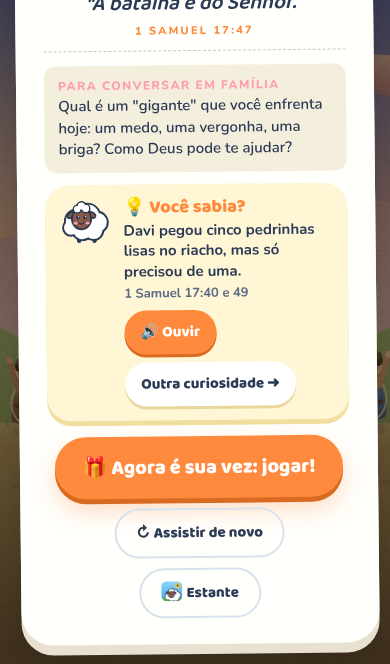 "A batalha é do Senhor."
1 SAMUEL 17:47
PARA CONVERSAR EM FAMÍLIA
Qual é um "gigante" que você enfrenta
hoje: um medo, uma vergonha, uma
briga? Como Deus pode te ajudar?
Você sabia?
Davi pegou cinco pedrinhas
lisas no riacho, mas só
precisou de uma.
1 Samuel 17:40 e 49
Ouvir
Outra curiosidade →
Agora é sua vez: jogar!
↻ Assistir de novo
Estante